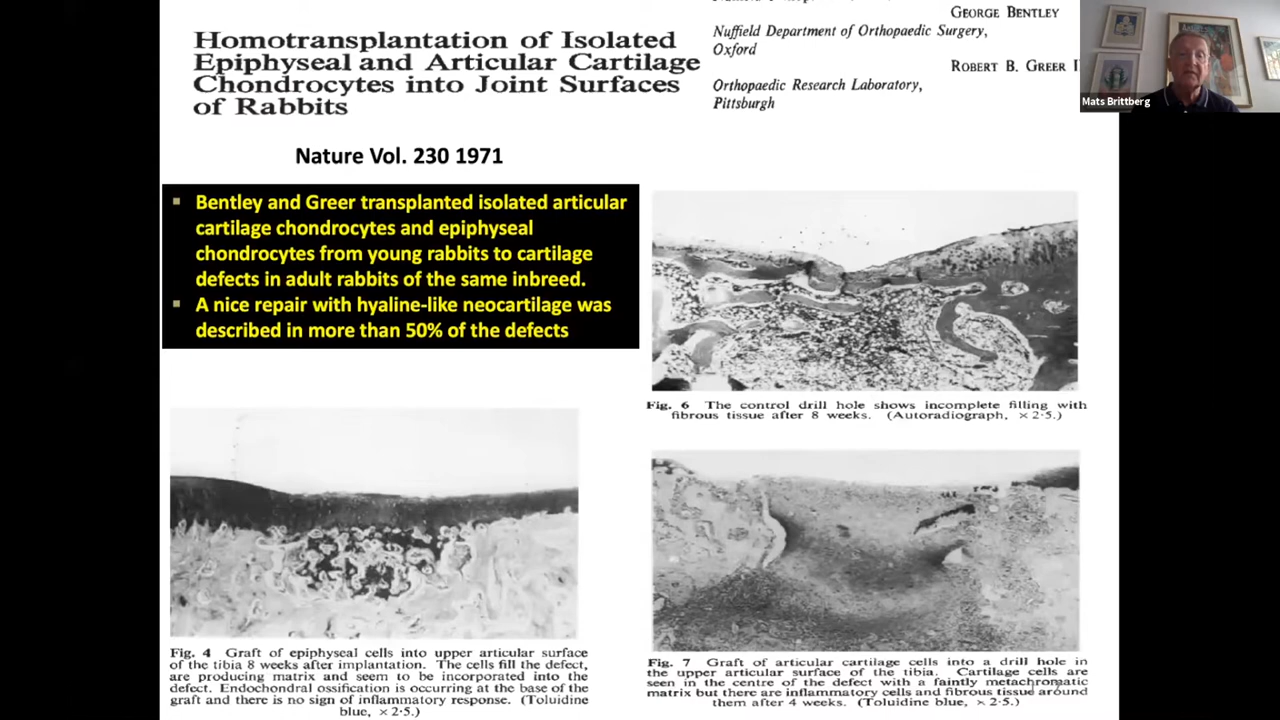 GEORGE BENTLEY
Nuffield Department of Orthopaedic Surgery,
Oxford
ROBERT B. GREER
Orthopaedic Research Laboratory,
Pittsburgh
Homotransplantation of Isolated
Epiphyseal and Articular Cartilage
Chondrocytes into Joint Surfaces
of Rabbits
Nature Vol. 230 1971
▪ Bentley and Greer transplanted isolated articular
cartilage chondrocytes and epiphyseal
chondrocytes from young rabbits to cartilage
defects in adult rabbits of the same inbreed.
▪ A nice repair with hyaline-like neocartilage was
described in more than 50% of the defects
Fig. 6 The control drill hole shows incomplete filling with
fibrous tissue after 8 weeks. (Autoradiograph, ×2·5.)
Fig. 4 Graft of epiphyseal cells into upper articular surface
of the tibia 8 weeks after implantation. The cells fill the defect,
are producing matrix and seem to be incorporated into the
defect. Endochondral ossification is occurring at the base of the
graft and there is no sign of inflammatory response. (Toluidine
blue, ×2·5.)
Fig. 7 Graft of articular cartilage cells into a drill hole in
the upper articular surface of the tibia. Cartilage cells are
seen in the centre of the defect with a faintly metachromatic
matrix but there are inflammatory cells and fibrous tissue around
them after 4 weeks. (Toluidine blue, ×2·5.)
Mats Brittberg